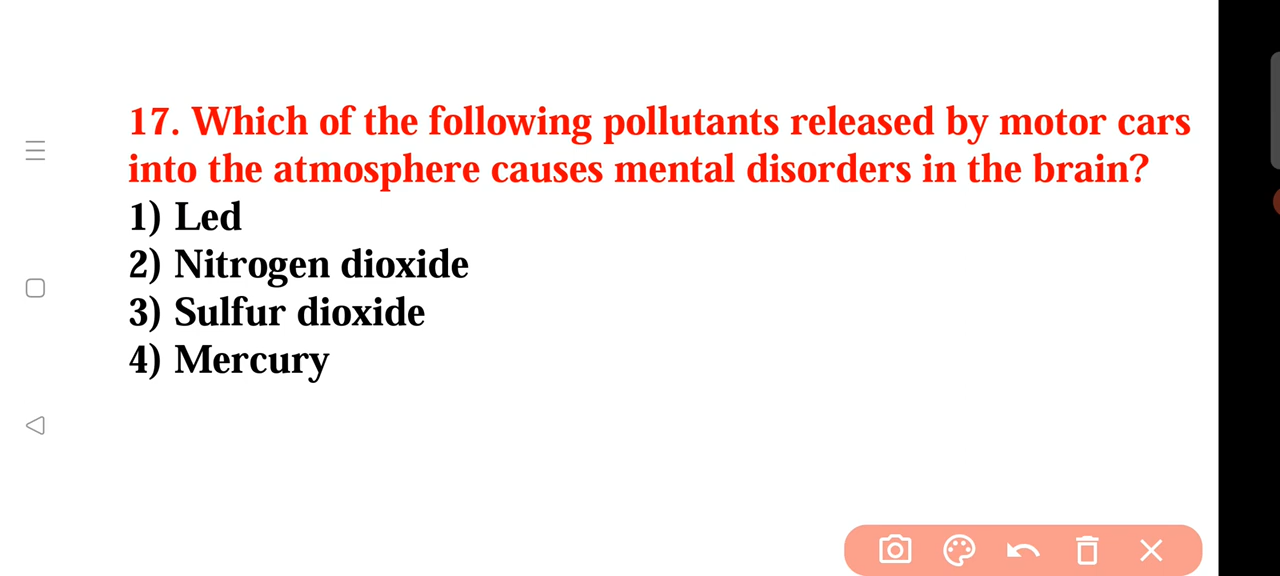 17. Which of the following pollutants released by motor cars
into the atmosphere causes mental disorders in the brain?
1) Led
2) Nitrogen dioxide
3) Sulfur dioxide
4) Mercury